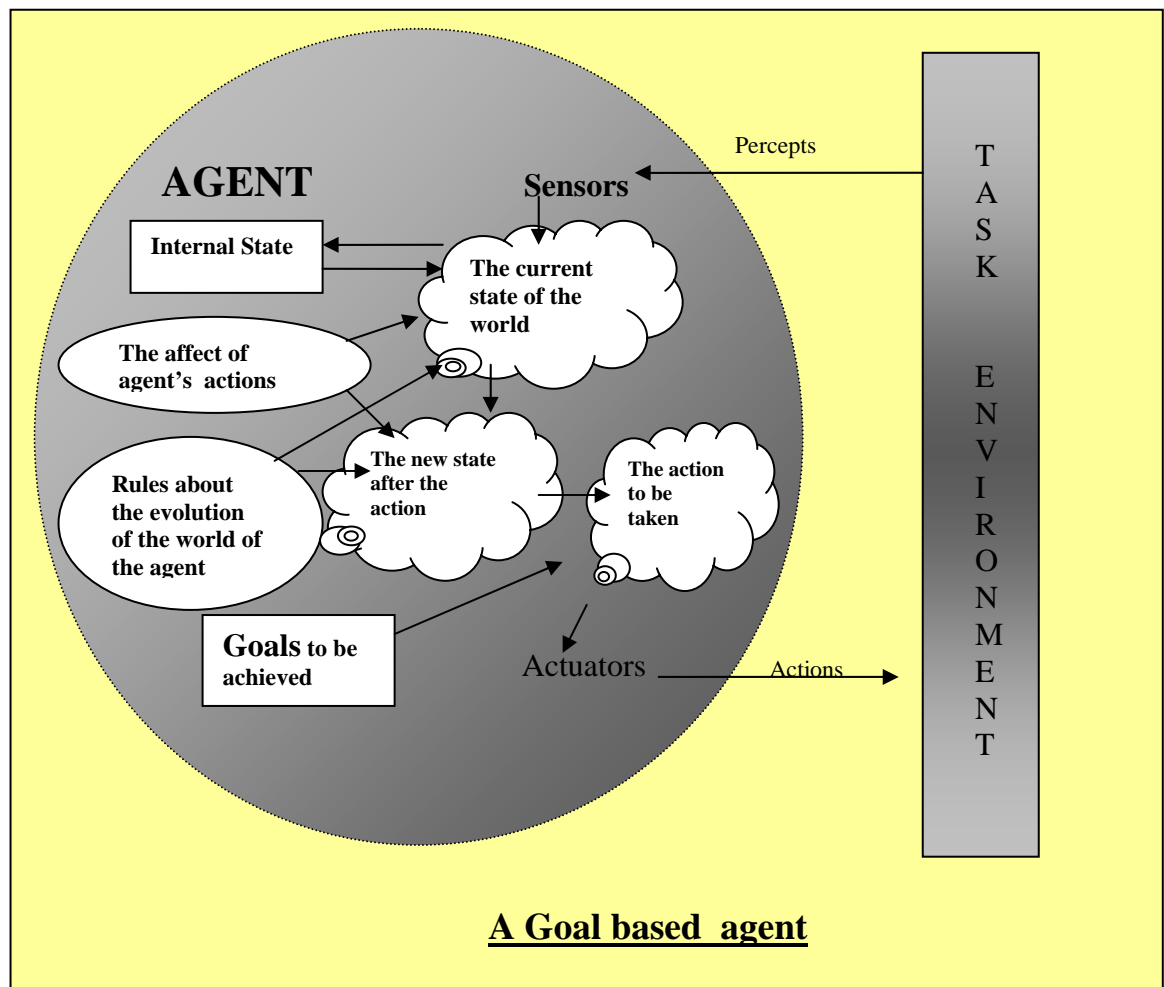 Percepts
AGENT
Sensors
Internal State
The current
state of the
world
The affect of
agent's  actions
The new state
after the
action
The action
to be
taken
Rules about
the evolution
of the world of
the agent
Goals to be
achieved
Actuators
Actions
T
A
S
K
E
N
V
I
R
O
N
M
E
N
T
A Goal based  agent